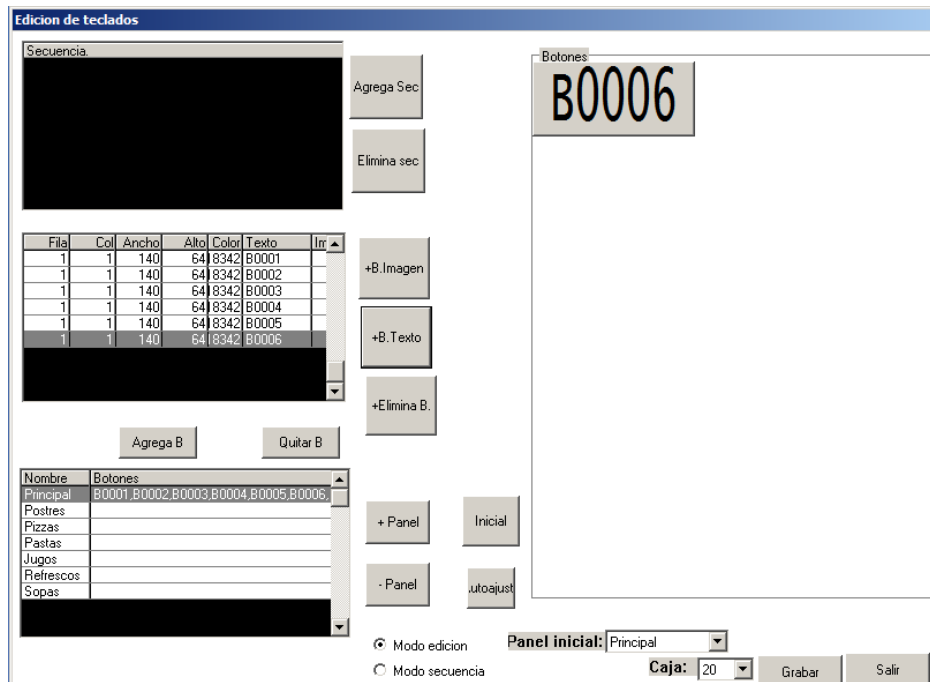 Edicion de teclados
Secuencia.
Agrega Sec
Elimina sec
Botones
B0006
Fila Col Ancho Alto Color Texto Im
1 1 140 64 8342 B0001
1 1 140 64 8342 B0002
1 1 140 64 8342 B0003
1 1 140 64 8342 B0004
1 1 140 64 8342 B0005
1 1 140 64 8342 B0006
+B.Imagen
+B.Texto
+Elimina B.
Agrega B
Quitar B
Nombre Botones
Principal B0001,B0002,B0003,B0004,B0005,B0006,
Postres
Pizzas
Pastas
Jugos
Refrescos
Sopas
+ Panel
Inicial
- Panel
utoajust
Modo edicion
Modo secuencia
Panel inicial: Principal
Caja: 20
Grabar
Salir